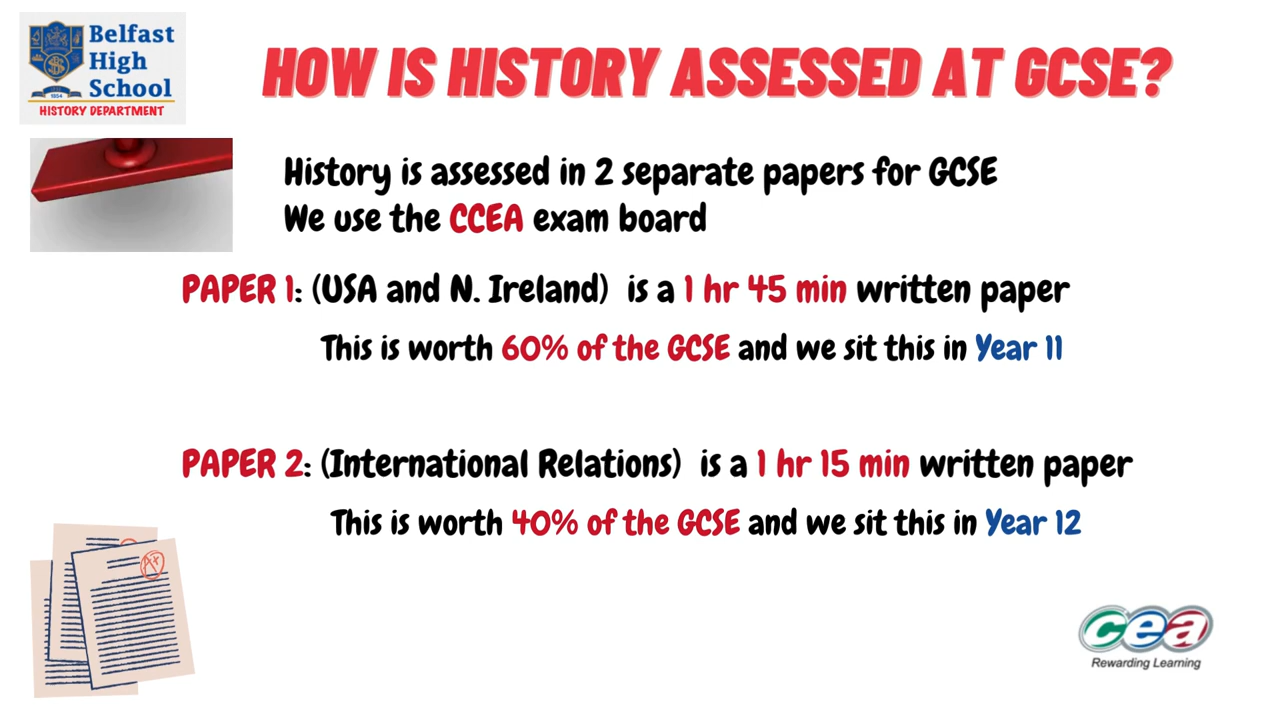 Belfast
High
School
1854
HISTORY DEPARTMENT
HOW IS HISTORY ASSESSED AT GCSE?
History is assessed in 2 separate papers for GCSE
We use the CCEA exam board
PAPER 1: (USA and N. Ireland) is a 1 hr 45 min written paper
This is worth 60% of the GCSE and we sit this in Year 11
PAPER 2: (International Relations) is a 1 hr 15 min written paper
This is worth 40% of the GCSE and we sit this in Year 12
A+
ccea
Rewarding Learning